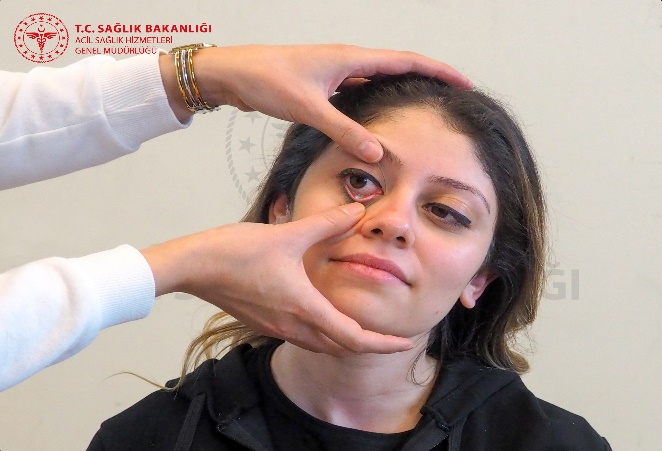 T.C. SAĞLIK BAKANLIĞI
ACİL SAĞLIK HİZMETLERİ
GENEL MÜDÜRLÜĞÜ